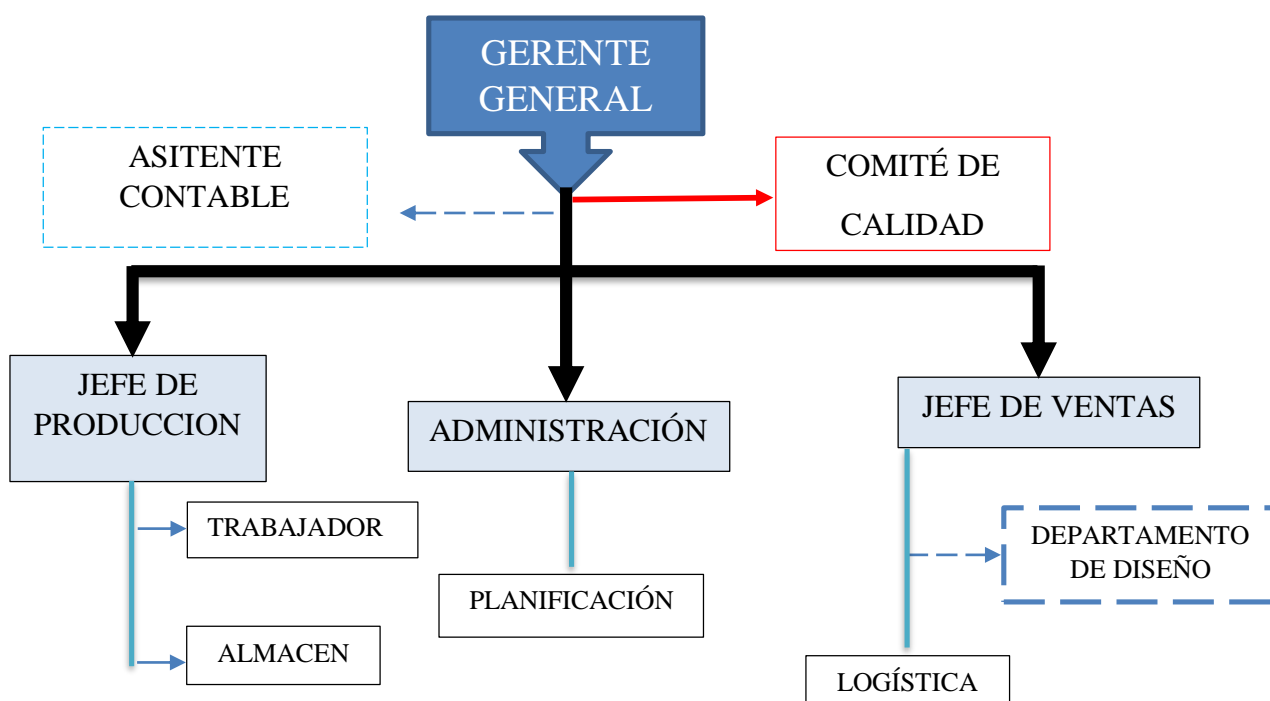 GERENTE
GENERAL
ASITENTE
CONTABLE
COMITÉ DE
CALIDAD
JEFE DE
PRODUCCION
ADMINISTRACIÓN
JEFE DE VENTAS
TRABAJADOR
ALMACEN
PLANIFICACIÓN
DEPARTAMENTO
DE DISEÑO
LOGÍSTICA